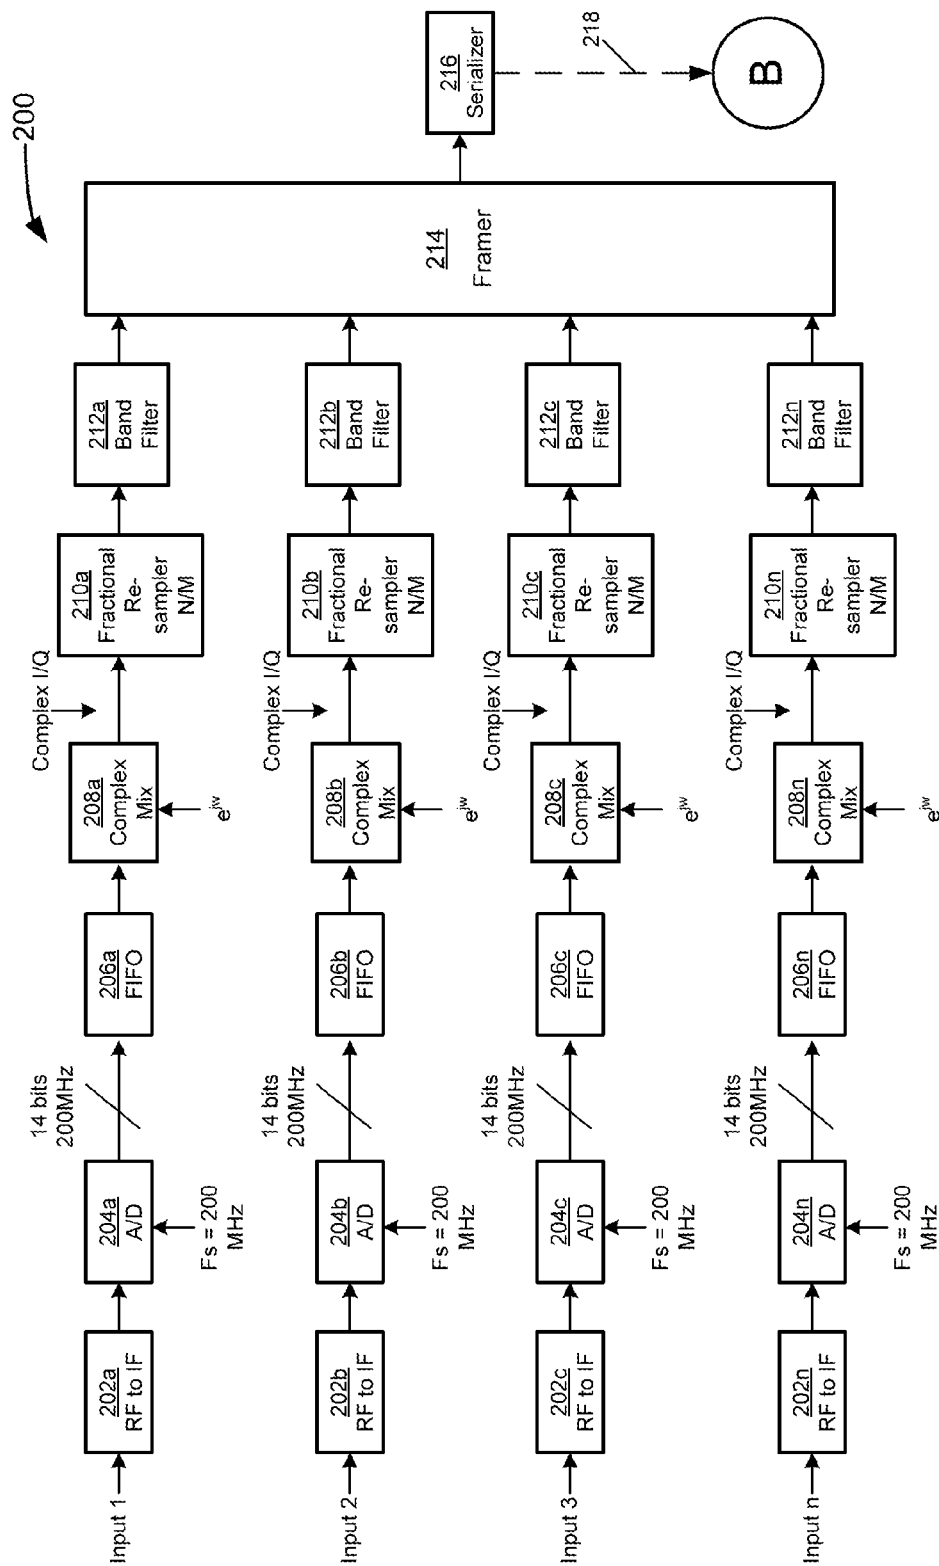 200
Input 1
202a
RF to IF
204a
A/D
Fs = 200
MHz
14 bits
200MHz
206a
FIFO
208a
Complex
Mix
e^jw
Complex I/Q
210a
Fractional
Re-
sampler
N/M
212a
Band
Filter
Input 2
202b
RF to IF
204b
A/D
Fs = 200
MHz
14 bits
200MHz
206b
FIFO
208b
Complex
Mix
e^jw
Complex I/Q
210b
Fractional
Re-
sampler
N/M
212b
Band
Filter
Input 3
202c
RF to IF
204c
A/D
Fs = 200
MHz
14 bits
200MHz
206c
FIFO
208c
Complex
Mix
e^jw
Complex I/Q
210c
Fractional
Re-
sampler
N/M
212c
Band
Filter
Input n
202n
RF to IF
204n
A/D
Fs = 200
MHz
14 bits
200MHz
206n
FIFO
208n
Complex
Mix
e^jw
Complex I/Q
210n
Fractional
Re-
sampler
N/M
212n
Band
Filter
214
Framer
216
Serializer
218
B